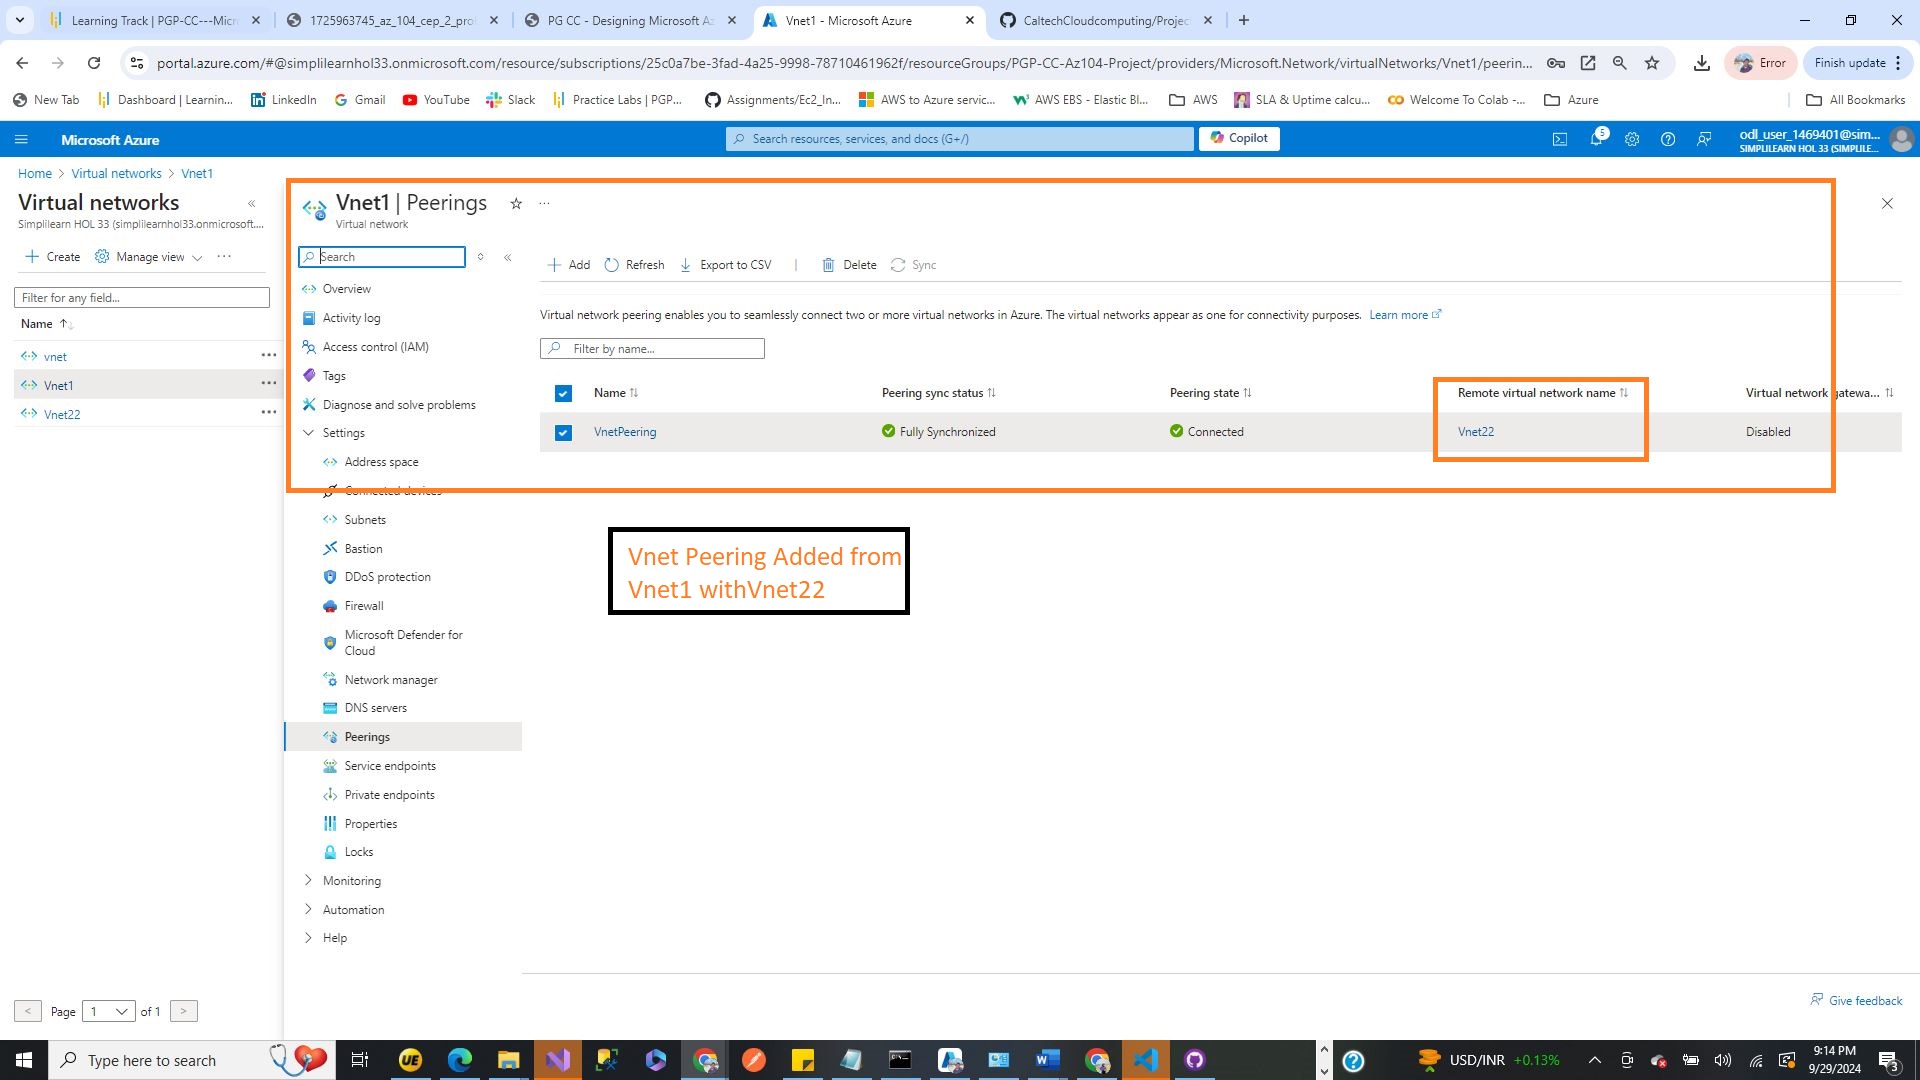 Learning Track | PGP-CC---Micr
1725963745_az_104_cep_2_pro
PG CC - Designing Microsoft Az
Vnet1 - Microsoft Azure
CaltechCloudcomputing/Projec
portal.azure.com/#@simplilearnhol33.onmicrosoft.com/resource/subscriptions/25c0a7be-3fad-4a25-9998-78710461962f/resourceGroups/PGP-CC-Az104-Project/providers/Microsoft.Network/virtualNetworks/Vnet1/peerin...
Error
Finish update
New Tab
Dashboard | Learnin...
LinkedIn
Gmail
YouTube
Slack
Practice Labs | PGP...
Assignments/Ec2_In...
AWS to Azure servic...
AWS EBS - Elastic Bl...
AWS
SLA & Uptime calcu...
Welcome To Colab -...
Azure
All Bookmarks
Microsoft Azure
Search resources, services, and docs (G+/)
Copilot
5
odl_user_1469401@sim...
SIMPLILEARN HOL 33 (SIMPLILE...
Home > Virtual networks > Vnet1
Virtual networks
Simplilearn HOL 33 (simplilearnhol33.onmicrosoft....
Create
Manage view
Filter for any field...
Name
vnet
Vnet1
Vnet22
Page 1 of 1
Vnet1 | Peerings
Virtual network
Search
Overview
Activity log
Access control (IAM)
Tags
Diagnose and solve problems
Settings
Address space
Connected devices
Subnets
Bastion
DDoS protection
Firewall
Microsoft Defender for
Cloud
Network manager
DNS servers
Peerings
Service endpoints
Private endpoints
Properties
Locks
Monitoring
Automation
Help
Add
Refresh
Export to CSV
Delete
Sync
Virtual network peering enables you to seamlessly connect two or more virtual networks in Azure. The virtual networks appear as one for connectivity purposes. Learn more
Filter by name...
Name
Peering sync status
Peering state
Remote virtual network name
Virtual network gatewa...
VnetPeering
Fully Synchronized
Connected
Vnet22
Disabled
Vnet Peering Added from
Vnet1 withVnet22
Give feedback
Type here to search
UE
USD/INR +0.13%
9:14 PM
9/29/2024
3